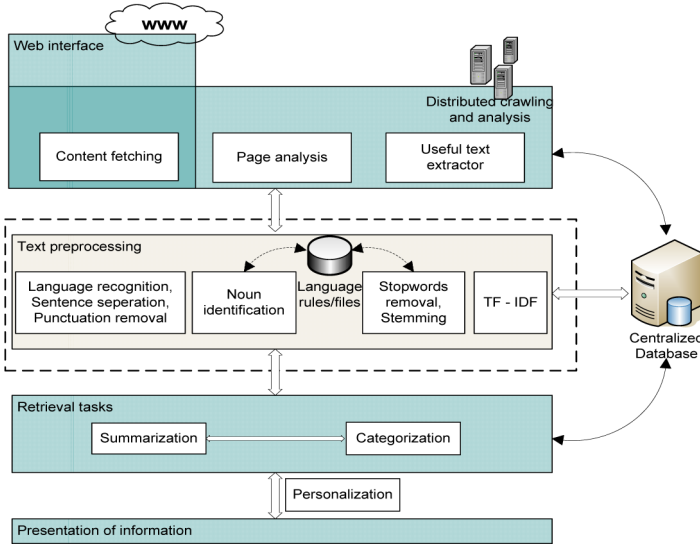 WWW
Web interface
Distributed crawling
and analysis
Content fetching
Page analysis
Useful text
extractor
Text preprocessing
Language recognition,
Sentence seperation,
Punctuation removal
Noun
identification
Language
rules/files
Stopwords
removal,
Stemming
TF - IDF
Centralized
Database
Retrieval tasks
Summarization
Categorization
Personalization
Presentation of information